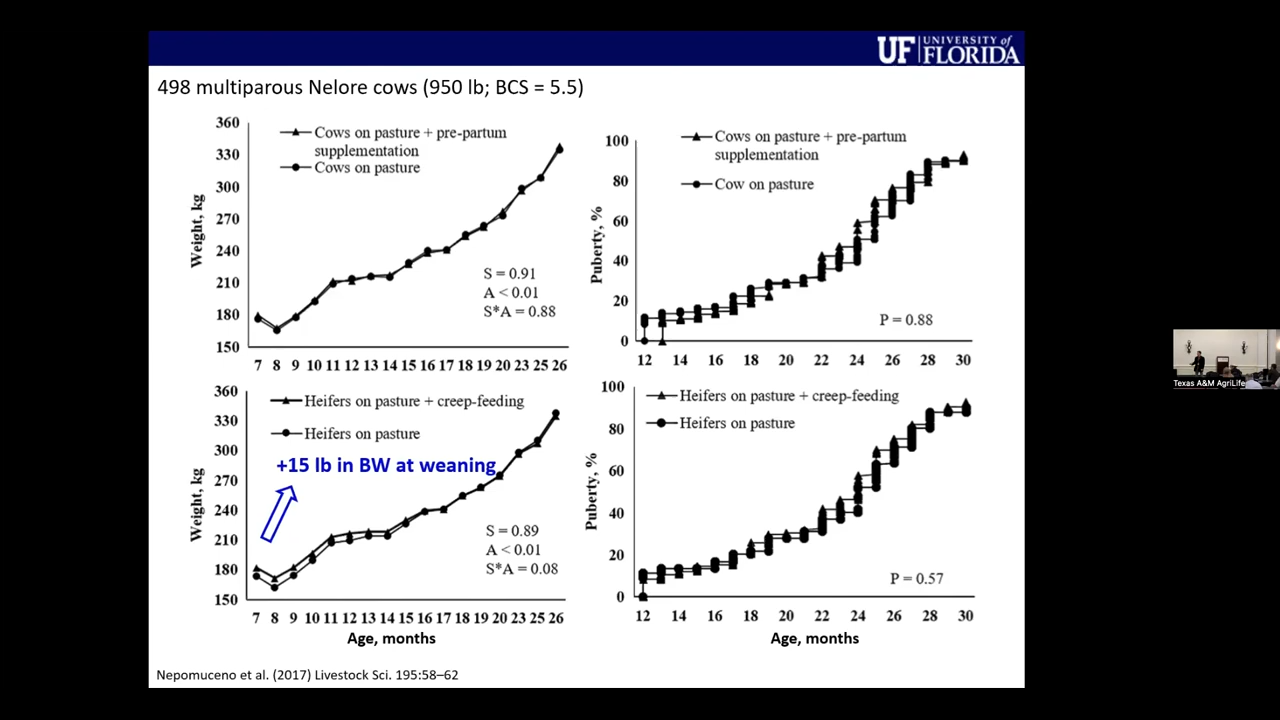 UF UNIVERSITY of FLORIDA
498 multiparous Nelore cows (950 lb; BCS = 5.5)
360
330
300
270
240
210
180
150
Weight, kg
Cows on pasture + pre-partum
supplementation
Cows on pasture
S = 0.91
A < 0.01
S*A = 0.88
7 8 9 10 11 12 13 14 15 16 17 18 19 20 23 25 26
100
80
60
40
20
0
Puberty, %
Cows on pasture + pre-partum
supplementation
Cow on pasture
P = 0.88
12 14 16 18 20 22 24 26 28 30
360
330
300
270
240
210
180
150
Weight, kg
Heifers on pasture + creep-feeding
Heifers on pasture
+15 lb in BW at weaning
S = 0.89
A < 0.01
S*A = 0.08
7 8 9 10 11 12 13 14 15 16 17 18 19 20 23 25 26
Age, months
100
80
60
40
20
0
Puberty, %
Heifers on pasture + creep-feeding
Heifers on pasture
P = 0.57
12 14 16 18 20 22 24 26 28 30
Age, months
Nepomuceno et al. (2017) Livestock Sci. 195:58–62
Texas A&M AgriLife